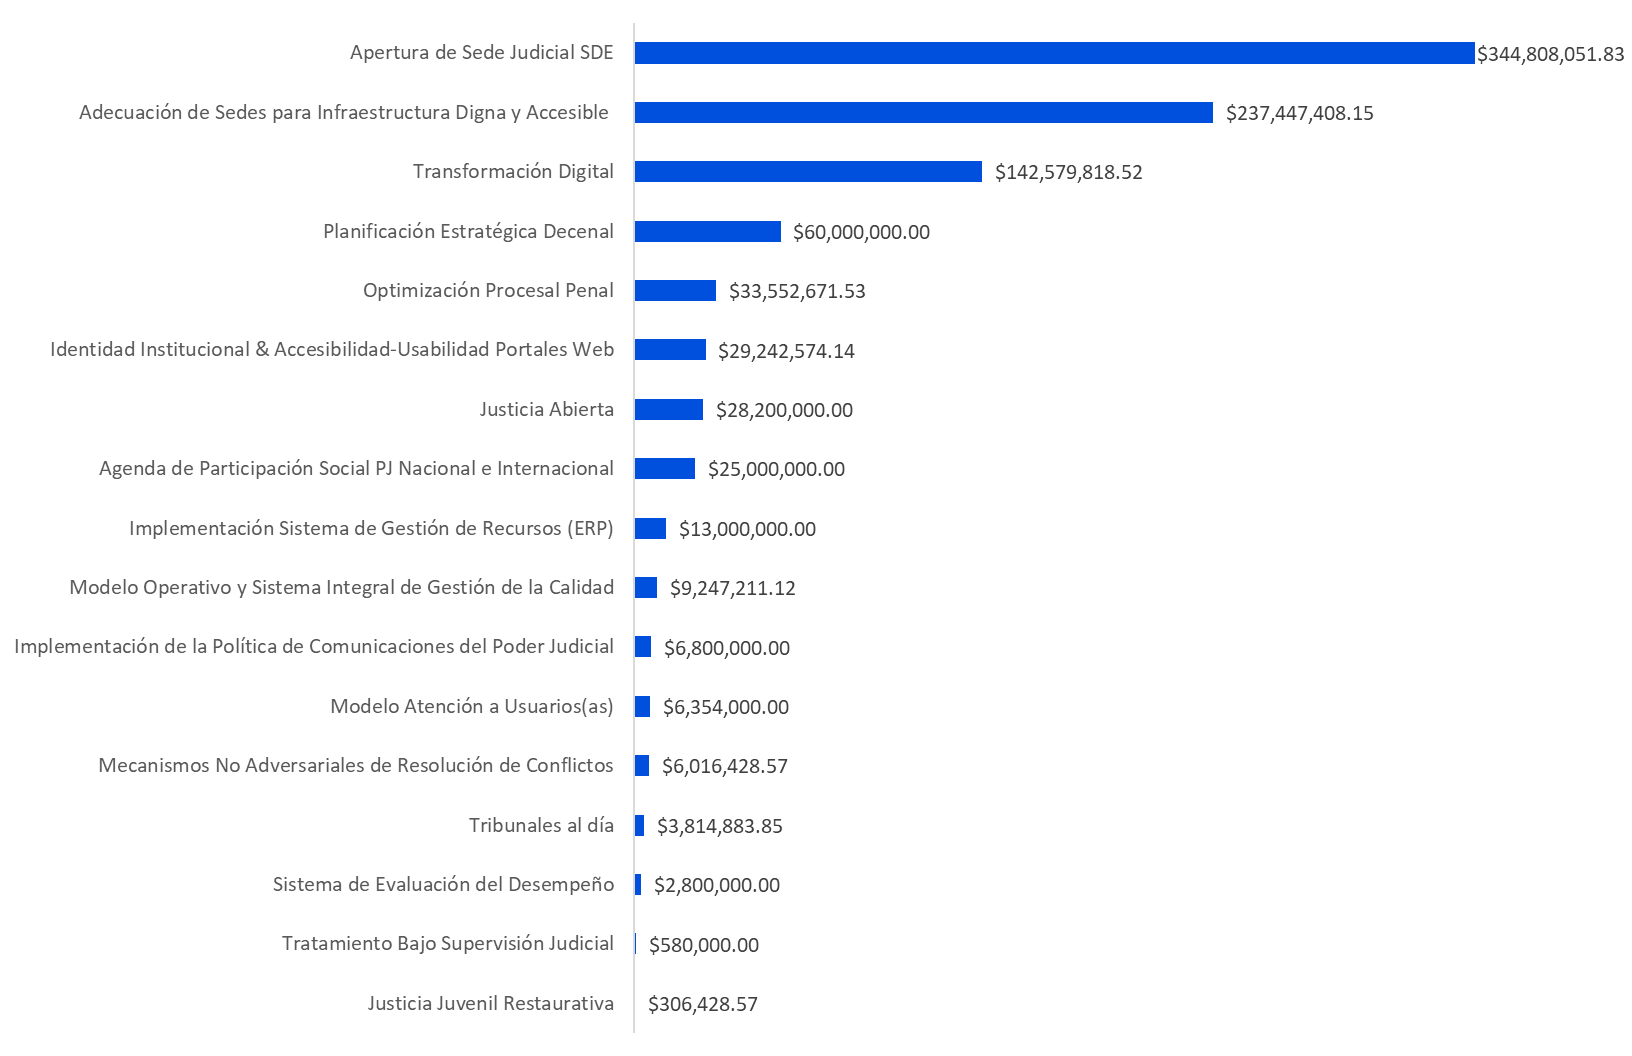 Apertura de Sede Judicial SDE $344,808,051.83
Adecuación de Sedes para Infraestructura Digna y Accesible $237,447,408.15
Transformación Digital $142,579,818.52
Planificación Estratégica Decenal $60,000,000.00
Optimización Procesal Penal $33,552,671.53
Identidad Institucional & Accesibilidad-Usabilidad Portales Web $29,242,574.14
Justicia Abierta $28,200,000.00
Agenda de Participación Social PJ Nacional e Internacional $25,000,000.00
Implementación Sistema de Gestión de Recursos (ERP) $13,000,000.00
Modelo Operativo y Sistema Integral de Gestión de la Calidad $9,247,211.12
Implementación de la Política de Comunicaciones del Poder Judicial $6,800,000.00
Modelo Atención a Usuarios(as) $6,354,000.00
Mecanismos No Adversariales de Resolución de Conflictos $6,016,428.57
Tribunales al día $3,814,883.85
Sistema de Evaluación del Desempeño $2,800,000.00
Tratamiento Bajo Supervisión Judicial $580,000.00
Justicia Juvenil Restaurativa $306,428.57